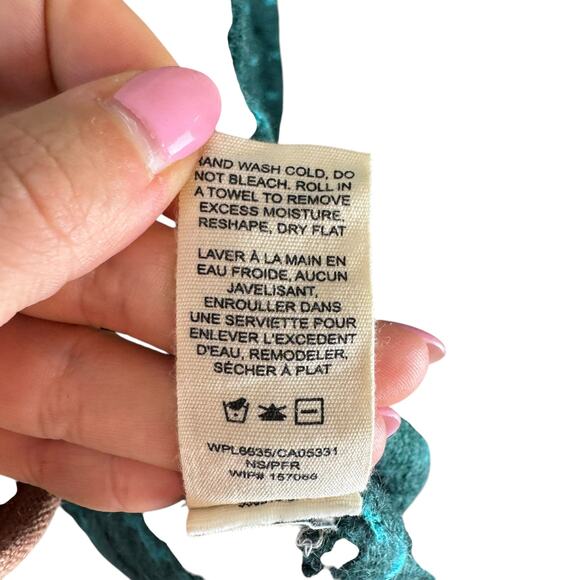 HAND WASH COLD, DO
NOT BLEACH. ROLL IN
A TOWEL TO REMOVE
EXCESS MOISTURE,
RESHAPE, DRY FLAT
LAVER À LA MAIN EN
EAU FROIDE, AUCUN
JAVELISANT,
ENROULLER DANS
UNE SERVIETTE POUR
ENLEVER L'EXCEDENT
D'EAU, REMODELER,
SÉCHER À PLAT
WPL6635/CA05331
NS/PFR
WIP# 157066